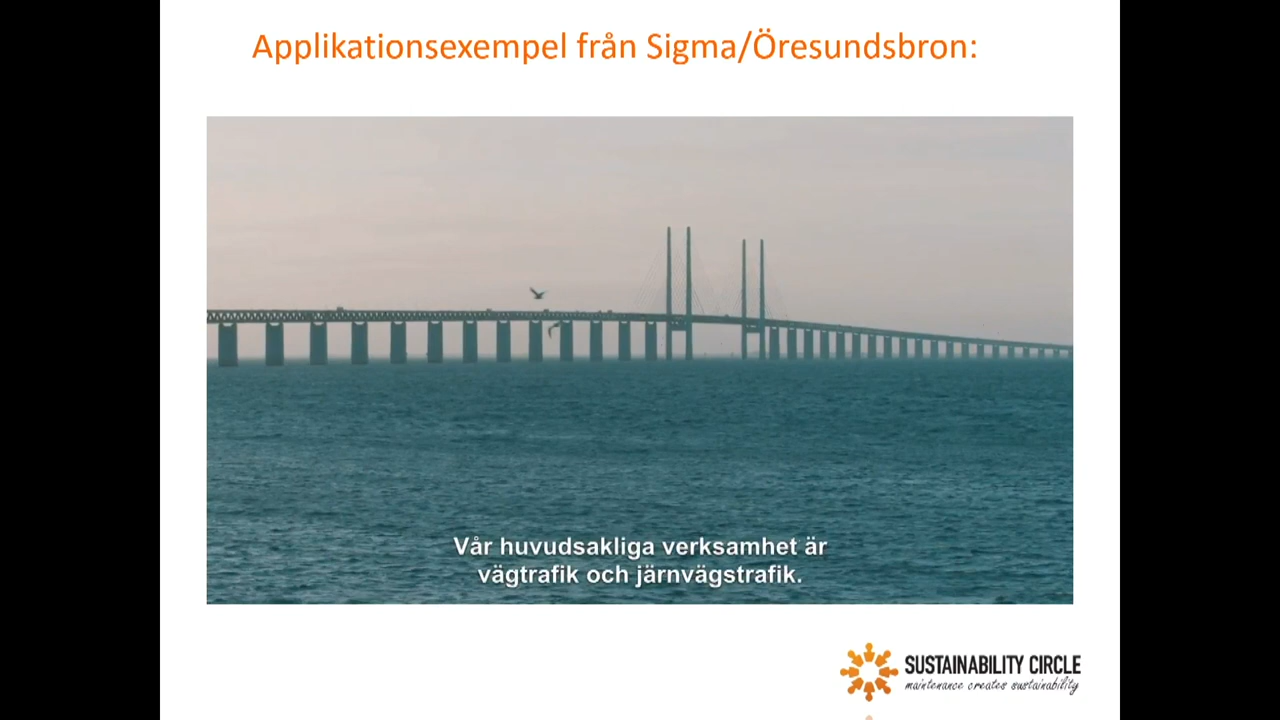 Applikationsexempel från Sigma/Öresundsbron:
Vår huvudsakliga verksamhet är
vägtrafik och järnvägstrafik.
SUSTAINABILITY CIRCLE
maintenance creates sustainability